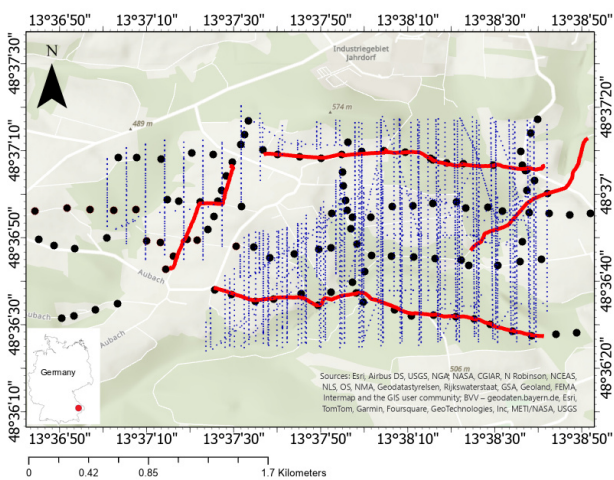 13°36'50" 13°37'10" 13°37'30" 13°37'50" 13°38'10" 13°38'30" 13°38'50"
48°37'30"
N
Industriegebiet
Jahrdorf
48°37'20"
574 m
489 m
48°37'10"
48°37'
48°36'50"
48°36'40"
Aubach
48°36'30"
Aubach
ubach
Germany
48°36'20"
506 m
Sources: Esri, Airbus DS, USGS, NGA, NASA, CGIAR, N Robinson, NCEAS,
NLS, OS, NMA, Geodatastyrelsen, Rijkswaterstaat, GSA, Geoland, FEMA,
Intermap and the GIS user community; BVV – geodaten.bayern.de, Esri,
TomTom, Garmin, Foursquare, GeoTechnologies, Inc, METI/NASA, USGS
48°36'10"
13°36'50" 13°37'10" 13°37'30" 13°37'50" 13°38'10" 13°38'30" 13°38'50"
0 0.42 0.85 1.7 Kilometers